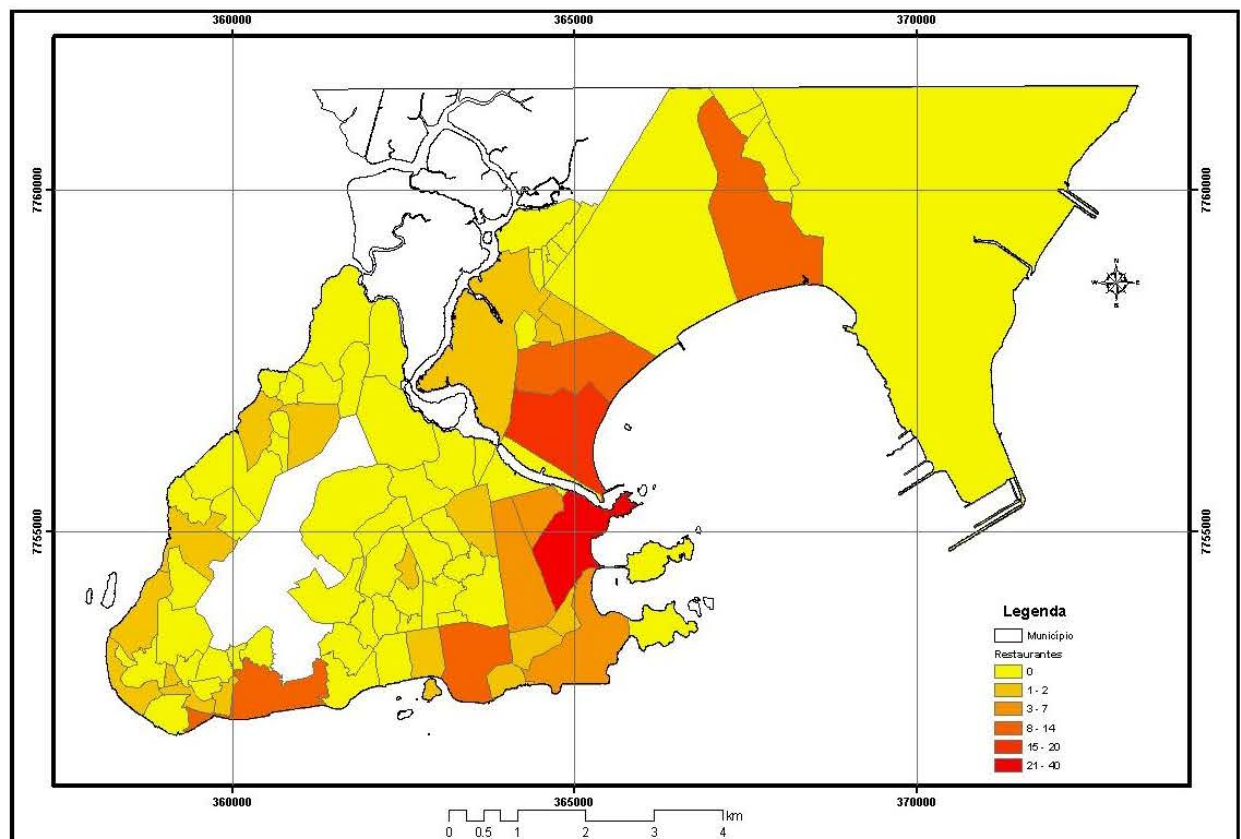 360000 365000 370000
7760000 7760000
N
W E
S
7755000 7755000
Legenda
Município
Restaurantes
0
1 - 2
3 - 7
8 - 14
15 - 20
21 - 40
360000 365000 370000
km
0 0.5 1 2 3 4